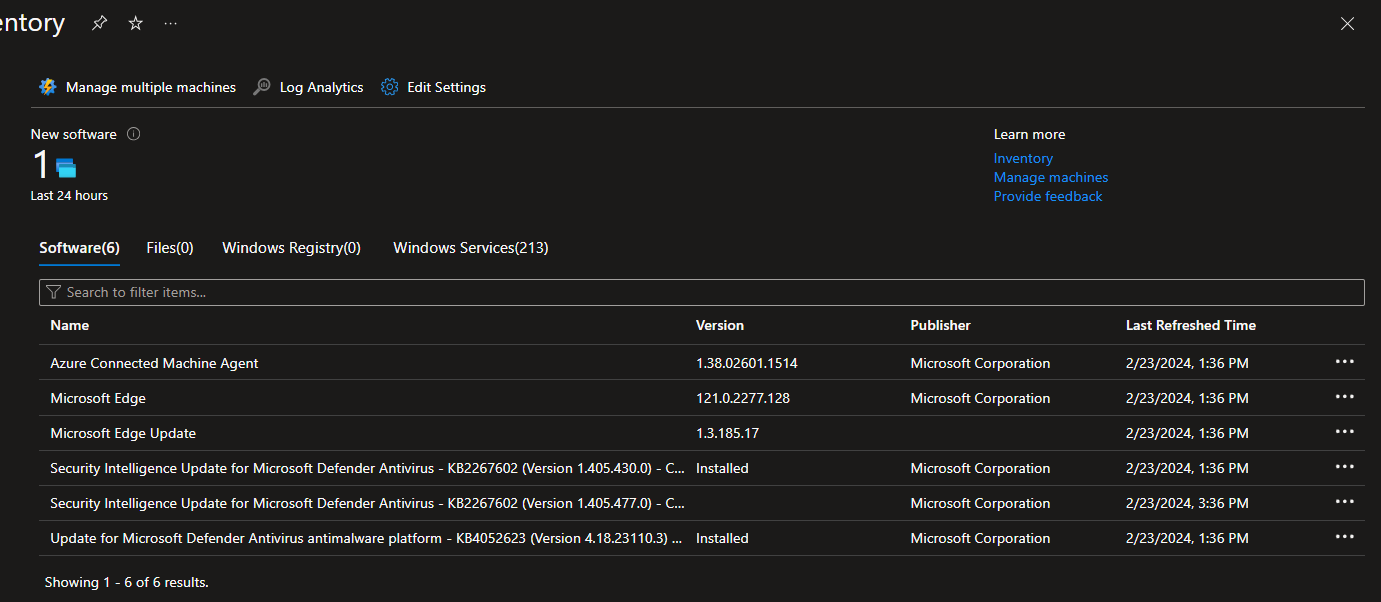 entory
Manage multiple machines Log Analytics Edit Settings
New software
1
Last 24 hours
Learn more
Inventory
Manage machines
Provide feedback
Software(6) Files(0) Windows Registry(0) Windows Services(213)
Search to filter items...
Name Version Publisher Last Refreshed Time
Azure Connected Machine Agent 1.38.02601.1514 Microsoft Corporation 2/23/2024, 1:36 PM
Microsoft Edge 121.0.2277.128 Microsoft Corporation 2/23/2024, 1:36 PM
Microsoft Edge Update 1.3.185.17 2/23/2024, 1:36 PM
Security Intelligence Update for Microsoft Defender Antivirus - KB2267602 (Version 1.405.430.0) - C... Installed Microsoft Corporation 2/23/2024, 1:36 PM
Security Intelligence Update for Microsoft Defender Antivirus - KB2267602 (Version 1.405.477.0) - C... Microsoft Corporation 2/23/2024, 3:36 PM
Update for Microsoft Defender Antivirus antimalware platform - KB4052623 (Version 4.18.23110.3) ... Installed Microsoft Corporation 2/23/2024, 1:36 PM
Showing 1 - 6 of 6 results.